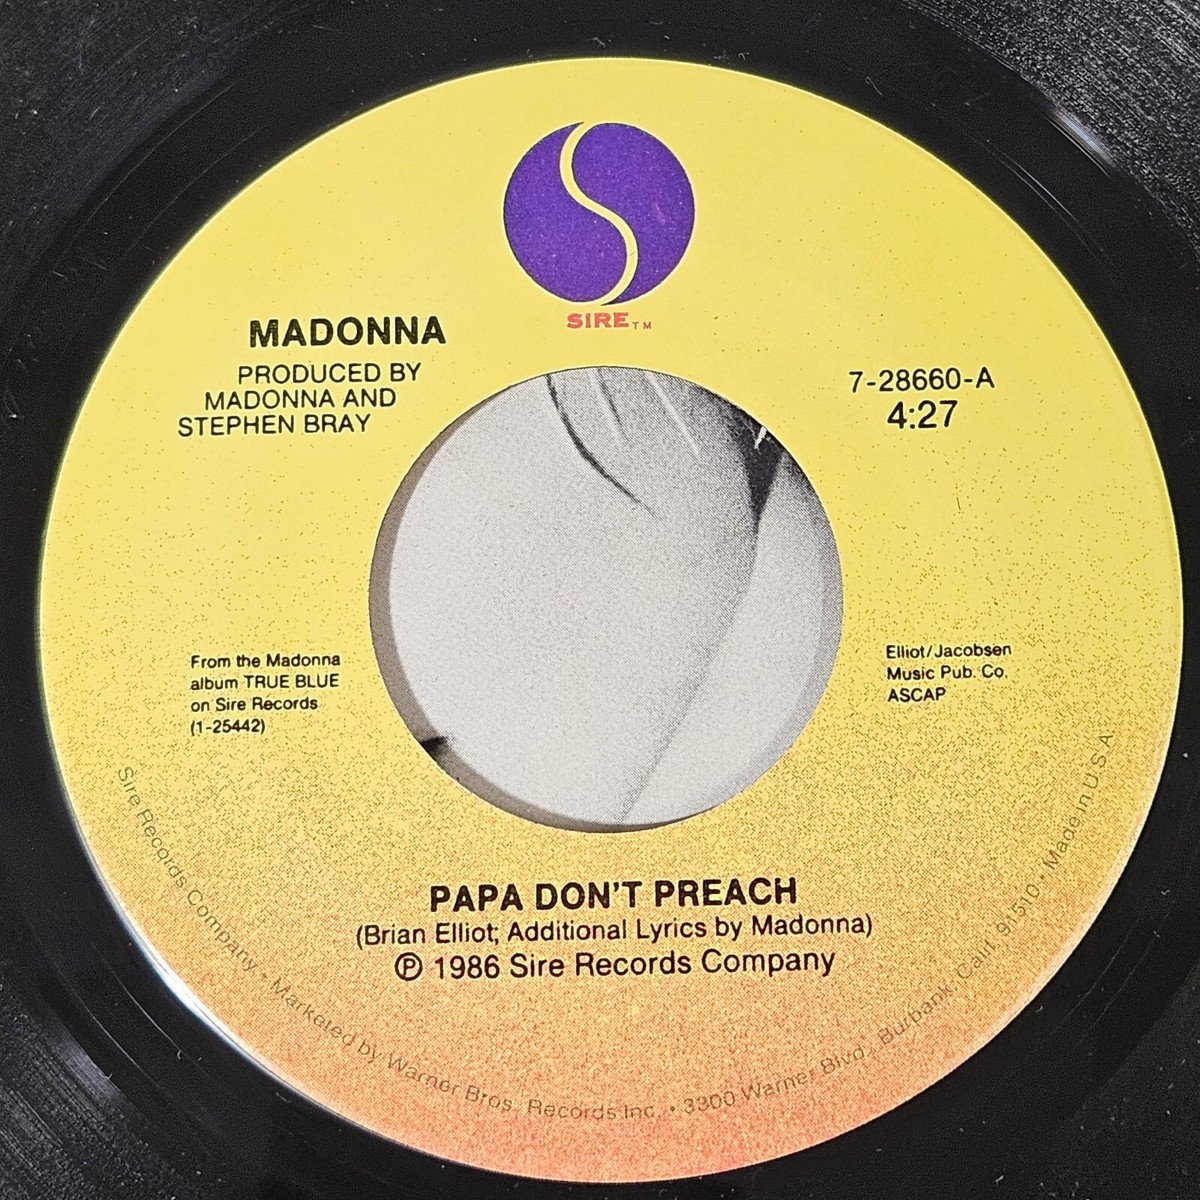 SIRE™
MADONNA
PRODUCED BY
MADONNA AND
STEPHEN BRAY
7-28660-A
4:27
From the Madonna
album TRUE BLUE
on Sire Records
(1-25442)
Elliot/Jacobsen
Music Pub. Co.
ASCAP
PAPA DON'T PREACH
(Brian Elliot; Additional Lyrics by Madonna)
Ⓟ 1986 Sire Records Company
Sire Records Company • Marketed by Warner Bros. Records Inc. • 3300 Warner Blvd., Burbank, Calif. 91510 • Made in U.S.A.